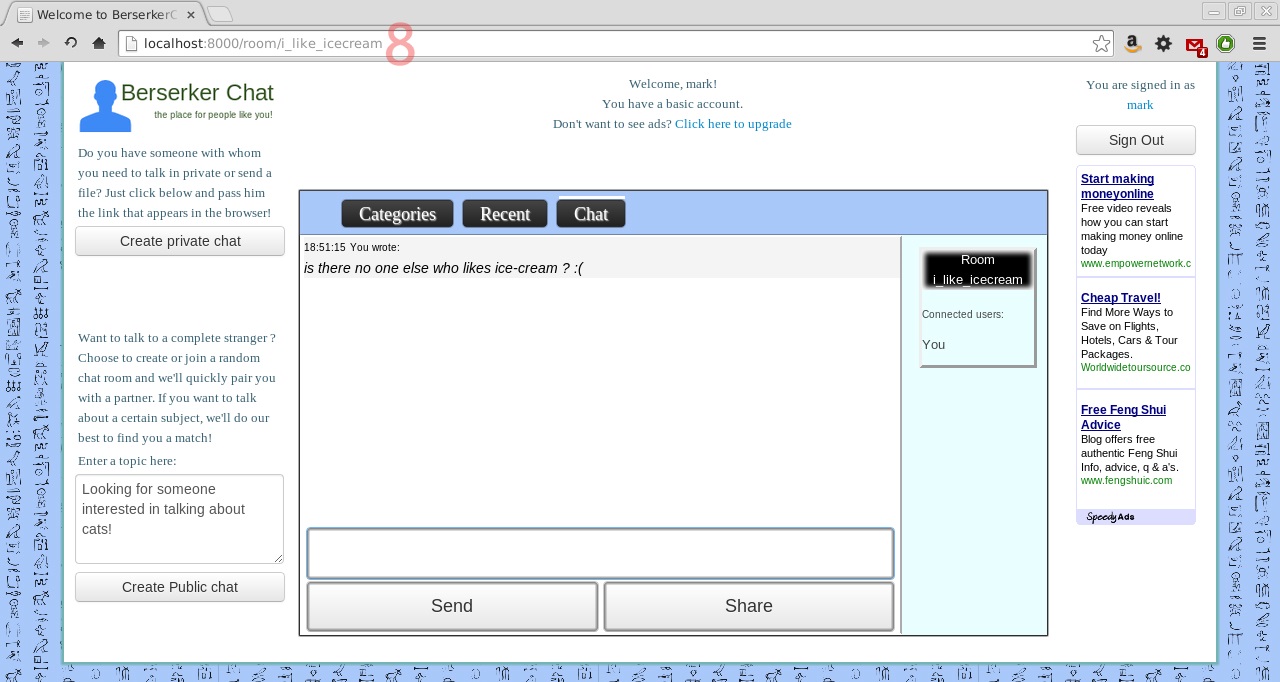 Welcome to BerserkerC
localhost:8000/room/i_like_icecream
8
4
Berserker Chat
the place for people like you!
Do you have someone with whom
you need to talk in private or send a
file? Just click below and pass him
the link that appears in the browser!
Create private chat
Want to talk to a complete stranger ?
Choose to create or join a random
chat room and we'll quickly pair you
with a partner. If you want to talk
about a certain subject, we'll do our
best to find you a match!
Enter a topic here:
Looking for someone
interested in talking about
cats!
Create Public chat
Welcome, mark!
You have a basic account.
Don't want to see ads? Click here to upgrade
Categories
Recent
Chat
18:51:15 You wrote:
is there no one else who likes ice-cream ? :(
Send
Share
Room
i_like_icecream
Connected users:
You
You are signed in as
mark
Sign Out
Start making
moneyonline
Free video reveals
how you can start
making money online
today
www.empowernetwork.c
Cheap Travel!
Find More Ways to
Save on Flights,
Hotels, Cars & Tour
Packages.
Worldwidetoursource.co
Free Feng Shui
Advice
Blog offers free
authentic Feng Shui
Info, advice, q & a's.
www.fengshuic.com
Speedy Ads